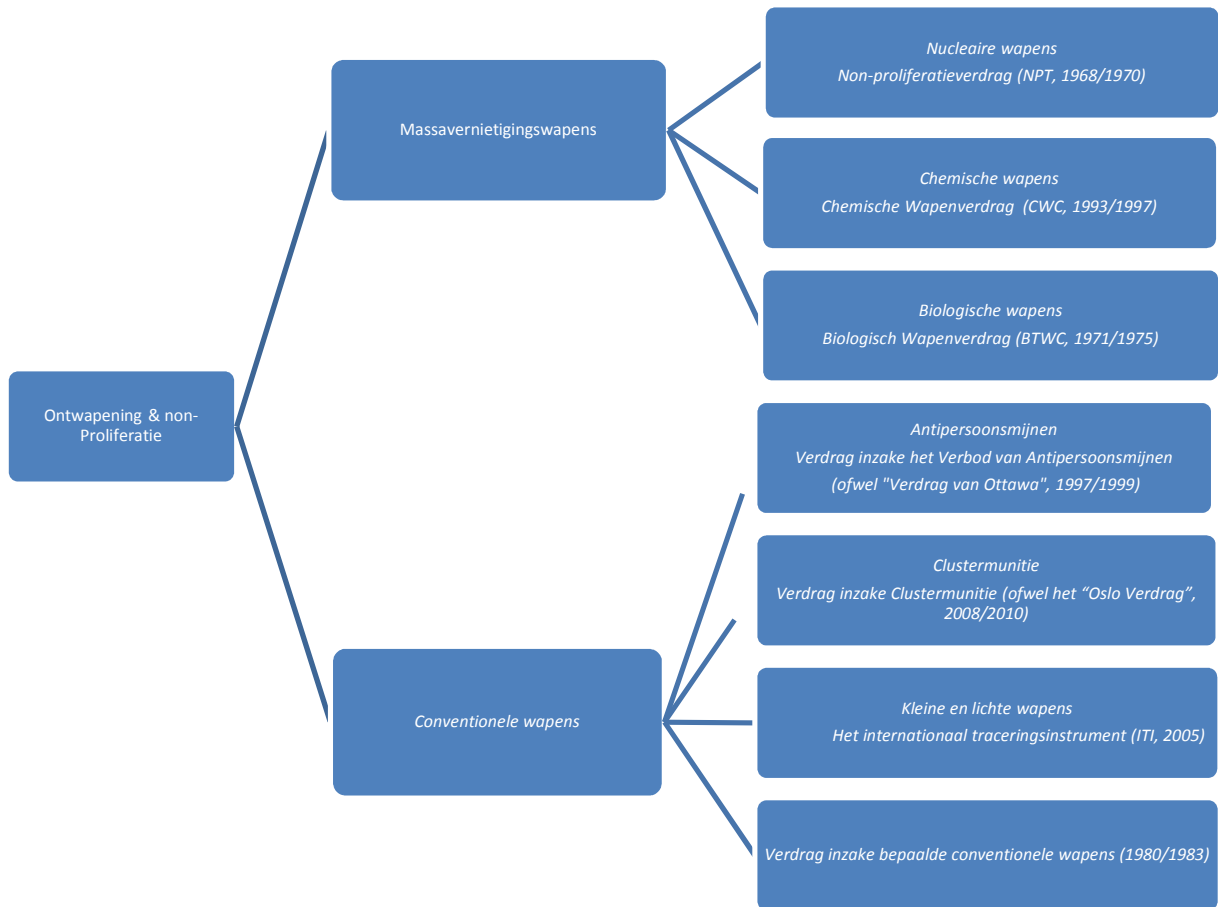 Ontwapening & non-
Proliferatie
Massavernietigingswapens
Nucleaire wapens
Non-proliferatieverdrag (NPT, 1968/1970)
Chemische wapens
Chemische Wapenverdrag (CWC, 1993/1997)
Biologische wapens
Biologisch Wapenverdrag (BTWC, 1971/1975)
Conventionele wapens
Antipersoonsmijnen
Verdrag inzake het Verbod van Antipersoonsmijnen
(ofwel "Verdrag van Ottawa", 1997/1999)
Clustermunitie
Verdrag inzake Clustermunitie (ofwel het “Oslo Verdrag”,
2008/2010)
Kleine en lichte wapens
Het internationaal traceringsinstrument (ITI, 2005)
Verdrag inzake bepaalde conventionele wapens (1980/1983)